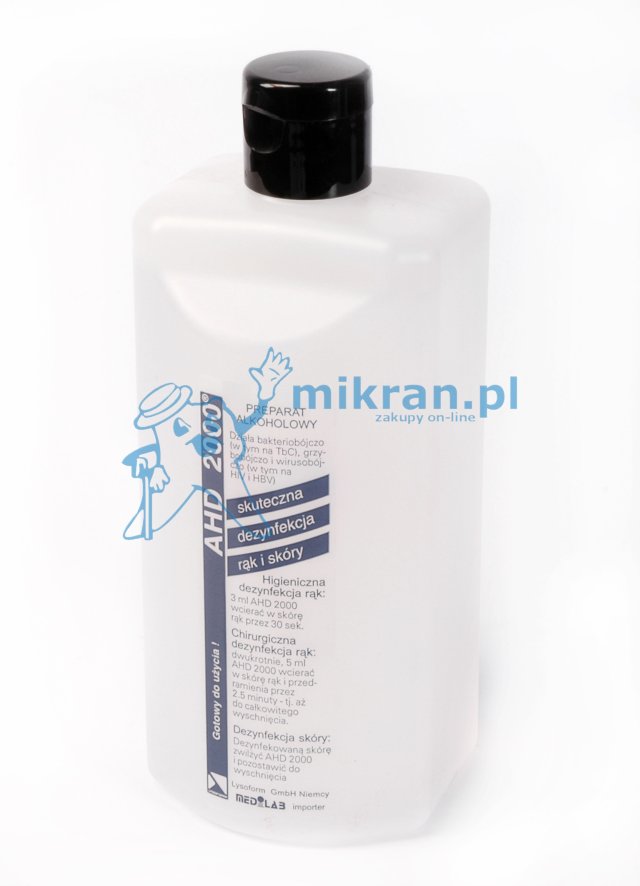 mikran.pl
zakupy on-line
AHD 2000®
Gotowy do użycia !
PREPARAT
ALKOHOLOWY
Działa bakteriobójczo
(w tym na TbC), grzy-
bobójczo i wirusobój-
czo (w tym na
HIV i HBV)
skuteczna
dezynfekcja
rąk i skóry
Higieniczna
dezynfekcja rąk:
3 ml AHD 2000
wcierać w skórę
rąk przez 30 sek.
Chirurgiczna
dezynfekcja rąk:
dwukrotnie, 5 ml
AHD 2000 wcierać
w skórę rąk i przed-
ramienia przez
2.5 minuty - tj. aż
do całkowitego
wyschnięcia.
Dezynfekcja skóry:
Dezynfekowaną skórę
zwilżyć AHD 2000
i pozostawić do
wyschnięcia
Lysoform GmbH Niemcy
MEDILAB importer